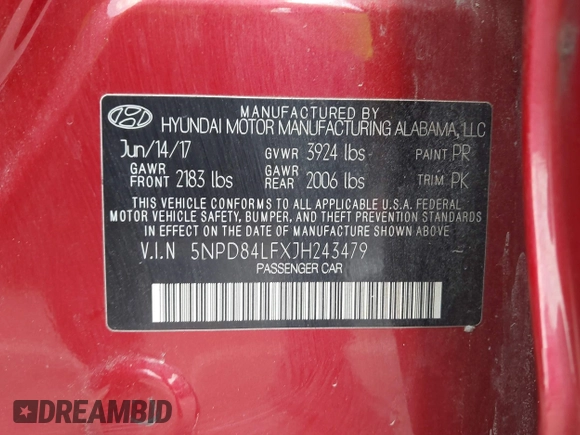 MANUFACTURED BY
HYUNDAI MOTOR MANUFACTURING ALABAMA, LLC
Jun/14/17 GVWR 3924 lbs PAINT PR
GAWR FRONT 2183 lbs GAWR REAR 2006 lbs TRIM PK
THIS VEHICLE CONFORMS TO ALL APPLICABLE U.S.A. FEDERAL
MOTOR VEHICLE SAFETY, BUMPER, AND THEFT PREVENTION STANDARDS
IN EFFECT ON THE DATE OF MANUFACTURE SHOWN ABOVE
V.I.N 5NPD84LFXJH243479
PASSENGER CAR
DREAMBID